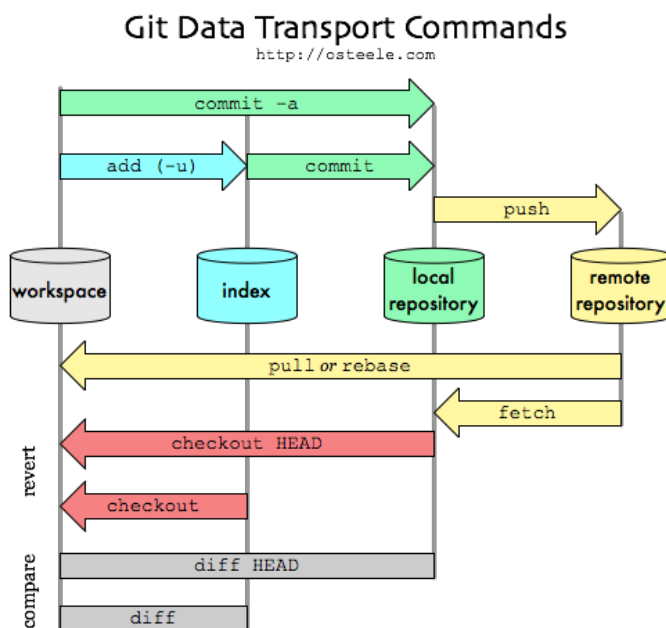 Git Data Transport Commands
http://osteele.com
commit -a
add (-u)
commit
push
workspace
index
local
repository
remote
repository
pull or rebase
fetch
revert
checkout HEAD
checkout
compare
diff HEAD
diff